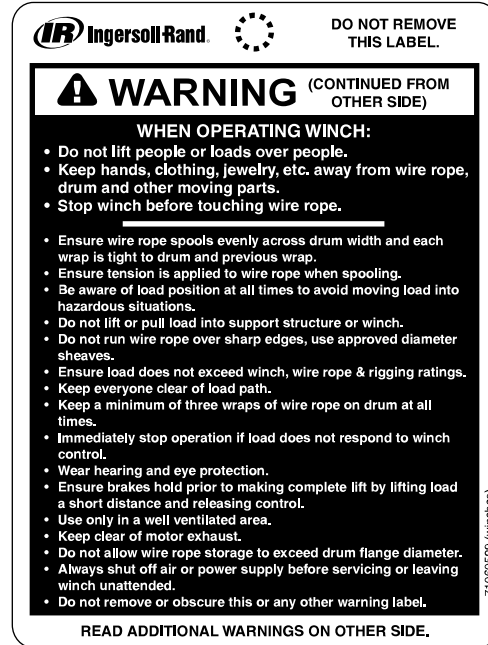 IR Ingersoll-Rand®
DO NOT REMOVE
THIS LABEL.
WARNING (CONTINUED FROM
OTHER SIDE)
WHEN OPERATING WINCH:
• Do not lift people or loads over people.
• Keep hands, clothing, jewelry, etc. away from wire rope,
drum and other moving parts.
• Stop winch before touching wire rope.
• Ensure wire rope spools evenly across drum width and each
wrap is tight to drum and previous wrap.
• Ensure tension is applied to wire rope when spooling.
• Be aware of load position at all times to avoid moving load into
hazardous situations.
• Do not lift or pull load into support structure or winch.
• Do not run wire rope over sharp edges, use approved diameter
sheaves.
• Ensure load does not exceed winch, wire rope & rigging ratings.
• Keep everyone clear of load path.
• Keep a minimum of three wraps of wire rope on drum at all
times.
• Immediately stop operation if load does not respond to winch
control.
• Wear hearing and eye protection.
• Ensure brakes hold prior to making complete lift by lifting load
a short distance and releasing control.
• Use only in a well ventilated area.
• Keep clear of motor exhaust.
• Do not allow wire rope storage to exceed drum flange diameter.
• Always shut off air or power supply before servicing or leaving
winch unattended.
• Do not remove or obscure this or any other warning label.
READ ADDITIONAL WARNINGS ON OTHER SIDE.